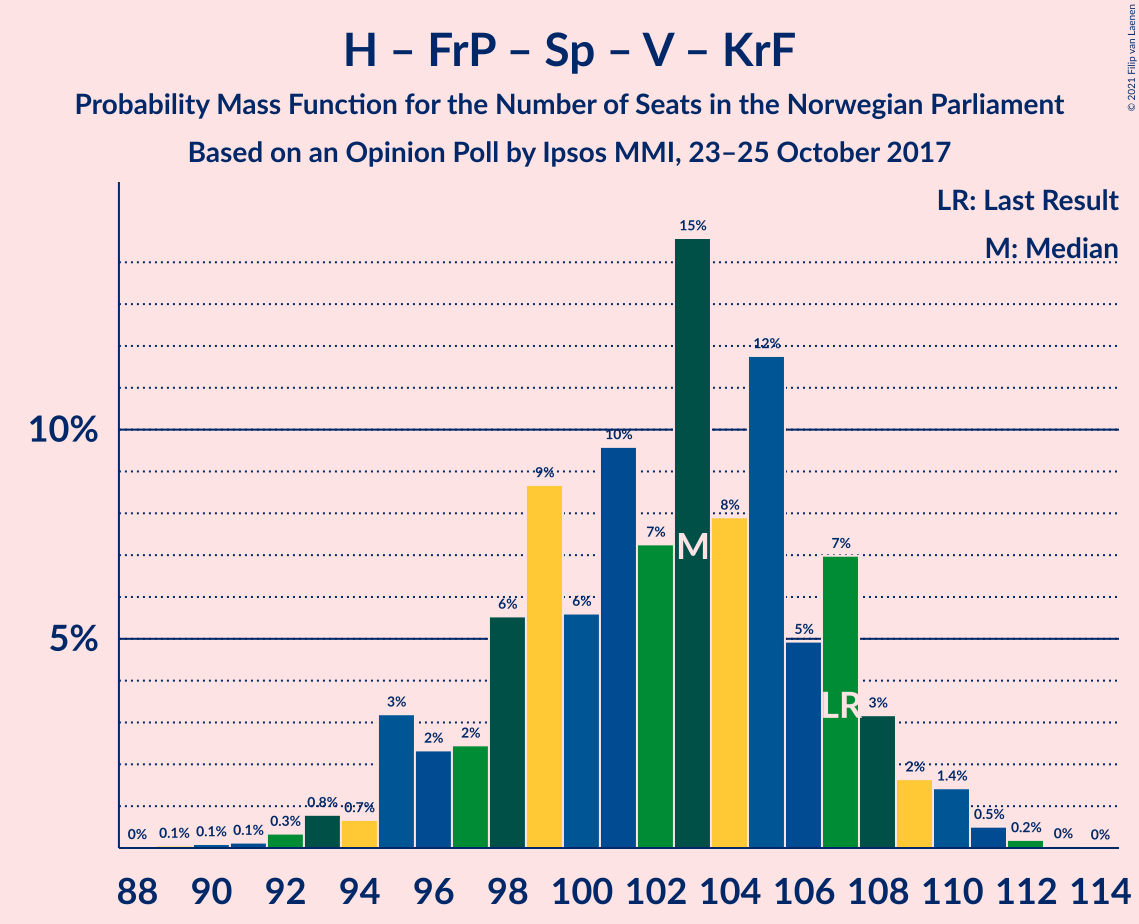 H – FrP – Sp – V – KrF
Probability Mass Function for the Number of Seats in the Norwegian Parliament
Based on an Opinion Poll by Ipsos MMI, 23–25 October 2017
© 2021 Filip van Laenen
LR: Last Result
M: Median
10%
5%
0% 0.1% 0.1% 0.1% 0.3% 0.8% 0.7% 3% 2% 2% 6% 9% 6% 10% 7% 15% 8% 12% 5% 7% 3% 2% 1.4% 0.5% 0.2% 0% 0%
M
LR
88 90 92 94 96 98 100 102 104 106 108 110 112 114